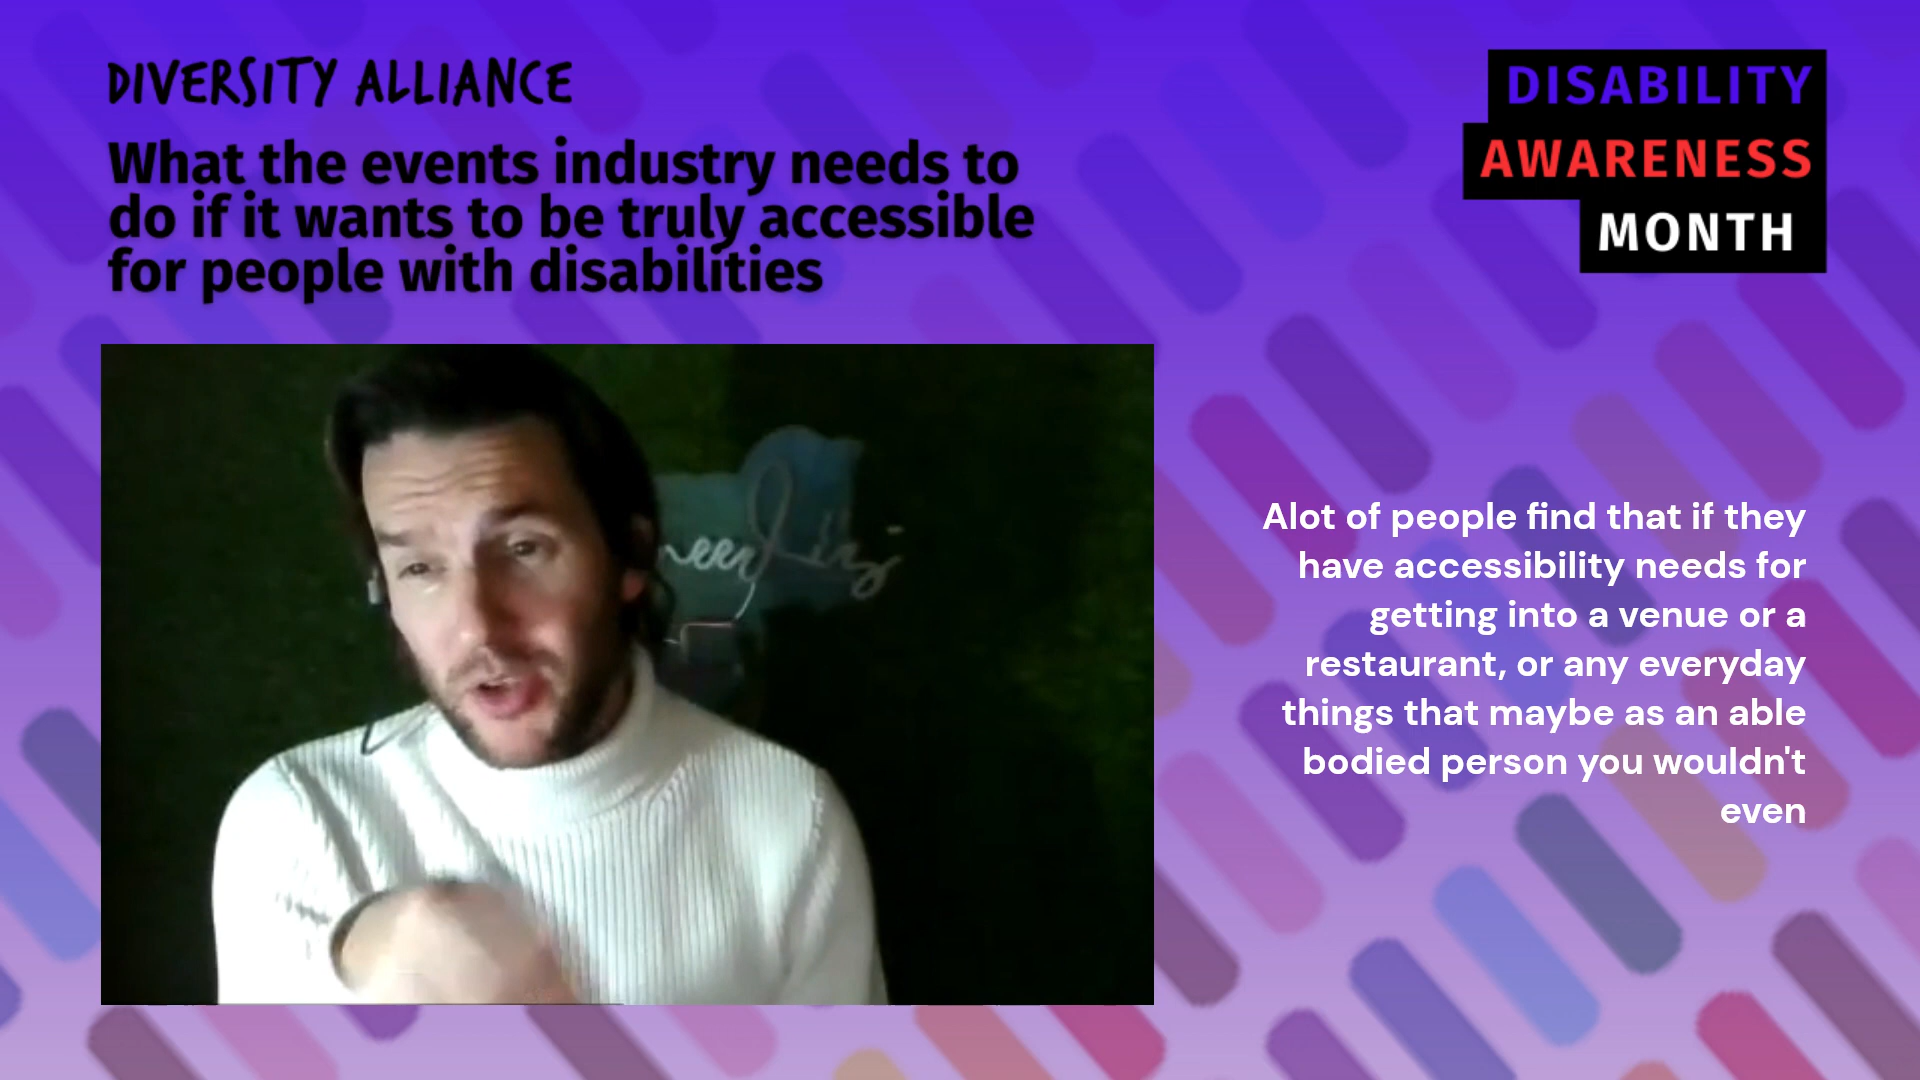 DIVERSITY ALLIANCE
What the events industry needs to
do if it wants to be truly accessible
for people with disabilities
DISABILITY
AWARENESS
MONTH
Alot of people find that if they
have accessibility needs for
getting into a venue or a
restaurant, or any everyday
things that maybe as an able
bodied person you wouldn't
even